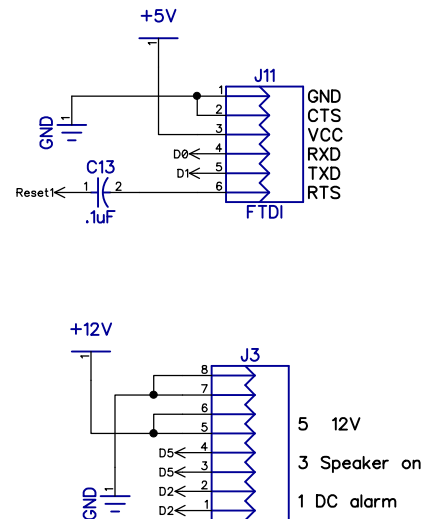 +5V
1
J11
1 GND
2 CTS
3 VCC
D0 4 RXD
D1 5 TXD
Reset1 1 2 6 RTS
GND 1
C13
.1uF
FTDI
+12V
1
J3
8
7
6
5 5 12V
D5 4
D5 3 3 Speaker on
D2 2
D2 1 1 DC alarm
GND 1